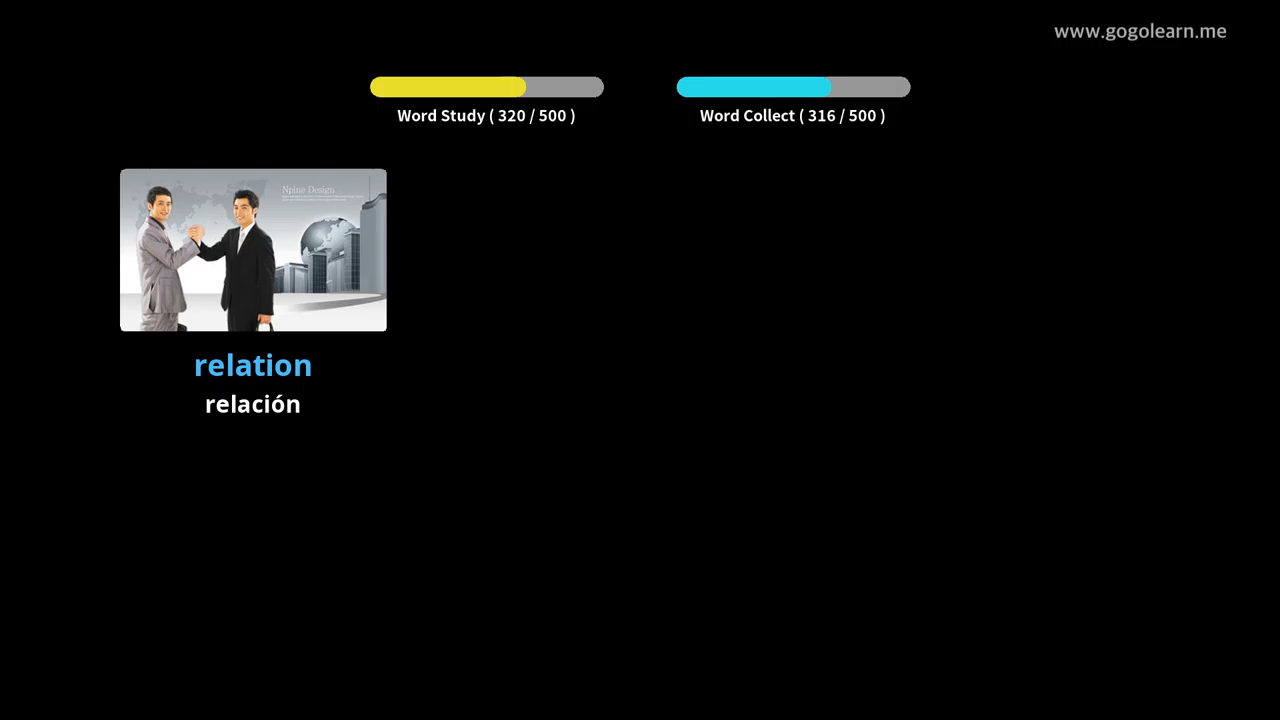 www.gogolearn.me
Word Study ( 320 / 500 )
Word Collect ( 316 / 500 )
Npine Design
relation
relación